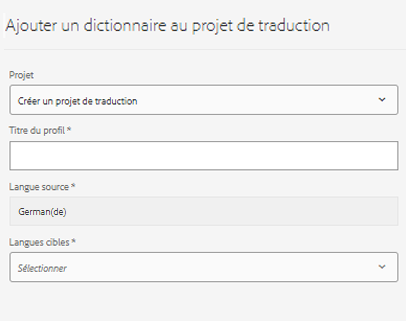 Ajouter un dictionnaire au projet de traduction
Projet
Créer un projet de traduction
Titre du profil *
Langue source *
German(de)
Langues cibles *
Sélectionner